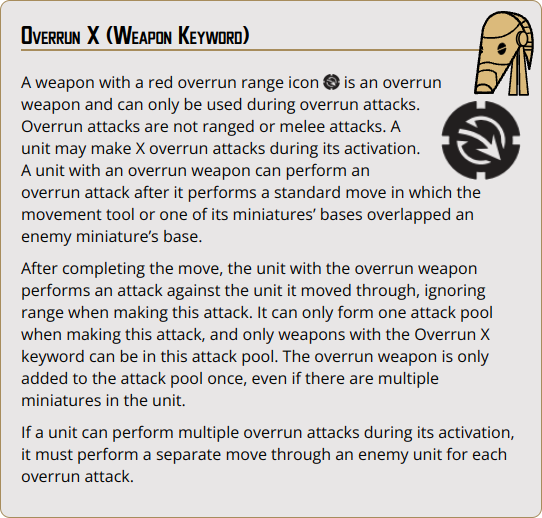 Overrun X (Weapon Keyword)
A weapon with a red overrun range icon is an overrun
weapon and can only be used during overrun attacks.
Overrun attacks are not ranged or melee attacks. A
unit may make X overrun attacks during its activation.
A unit with an overrun weapon can perform an
overrun attack after it performs a standard move in which the
movement tool or one of its miniatures’ bases overlapped an
enemy miniature’s base.
After completing the move, the unit with the overrun weapon
performs an attack against the unit it moved through, ignoring
range when making this attack. It can only form one attack pool
when making this attack, and only weapons with the Overrun X
keyword can be in this attack pool. The overrun weapon is only
added to the attack pool once, even if there are multiple
miniatures in the unit.
If a unit can perform multiple overrun attacks during its activation,
it must perform a separate move through an enemy unit for each
overrun attack.